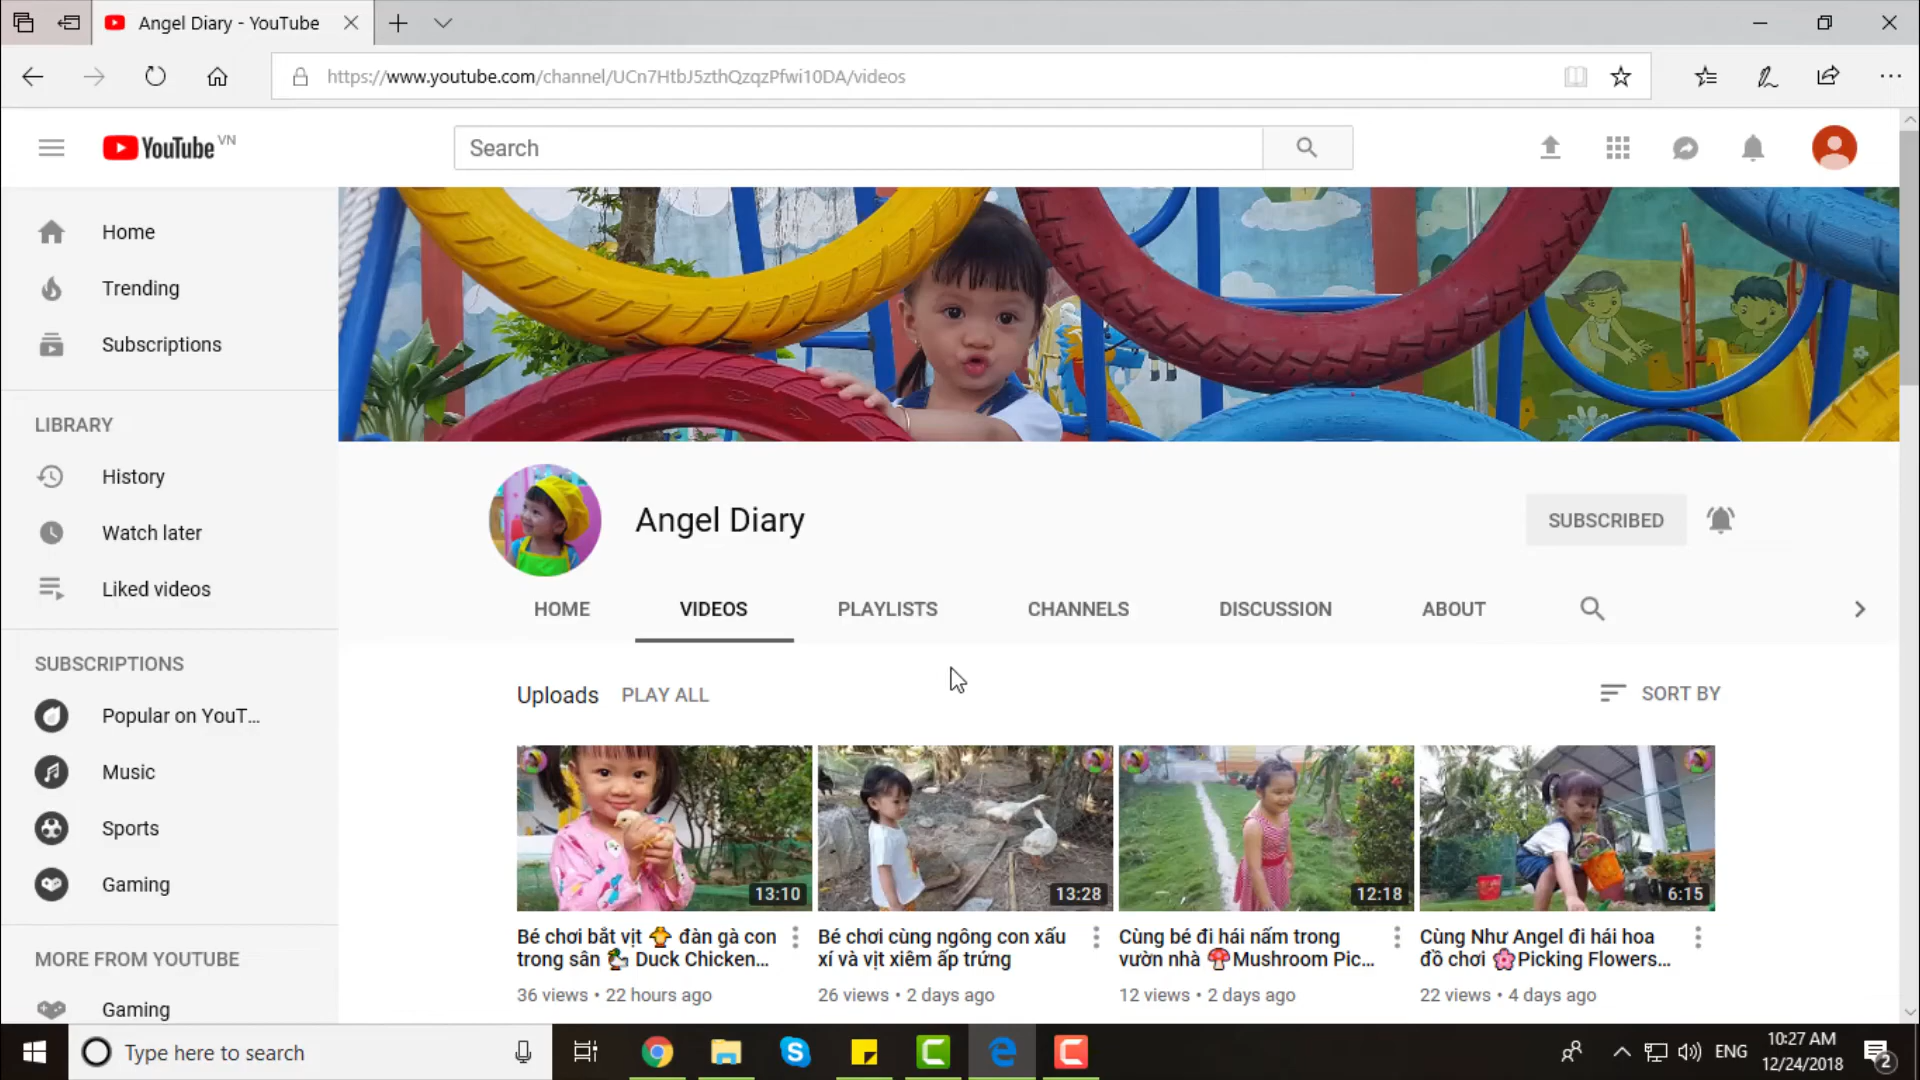 Angel Diary - YouTube
https://www.youtube.com/channel/UCn7HtbJ5zthQzqzPfwi10DA/videos
YouTube VN
Search
Home
Trending
Subscriptions
LIBRARY
History
Watch later
Liked videos
SUBSCRIPTIONS
Popular on YouT...
Music
Sports
Gaming
MORE FROM YOUTUBE
Gaming
Angel Diary
SUBSCRIBED
HOME VIDEOS PLAYLISTS CHANNELS DISCUSSION ABOUT
Uploads PLAY ALL
SORT BY
13:10
Bé chơi bắt vịt 🐥 đàn gà con
trong sân 🦆 Duck Chicken...
36 views • 22 hours ago
13:28
Bé chơi cùng ngông con xấu
xí và vịt xiêm ấp trứng
26 views • 2 days ago
12:18
Cùng bé đi hái nấm trong
vườn nhà 🍄Mushroom Pic...
12 views • 2 days ago
6:15
Cùng Như Angel đi hái hoa
đồ chơi 🌸Picking Flowers...
22 views • 4 days ago
Type here to search
ENG
10:27 AM
12/24/2018
2